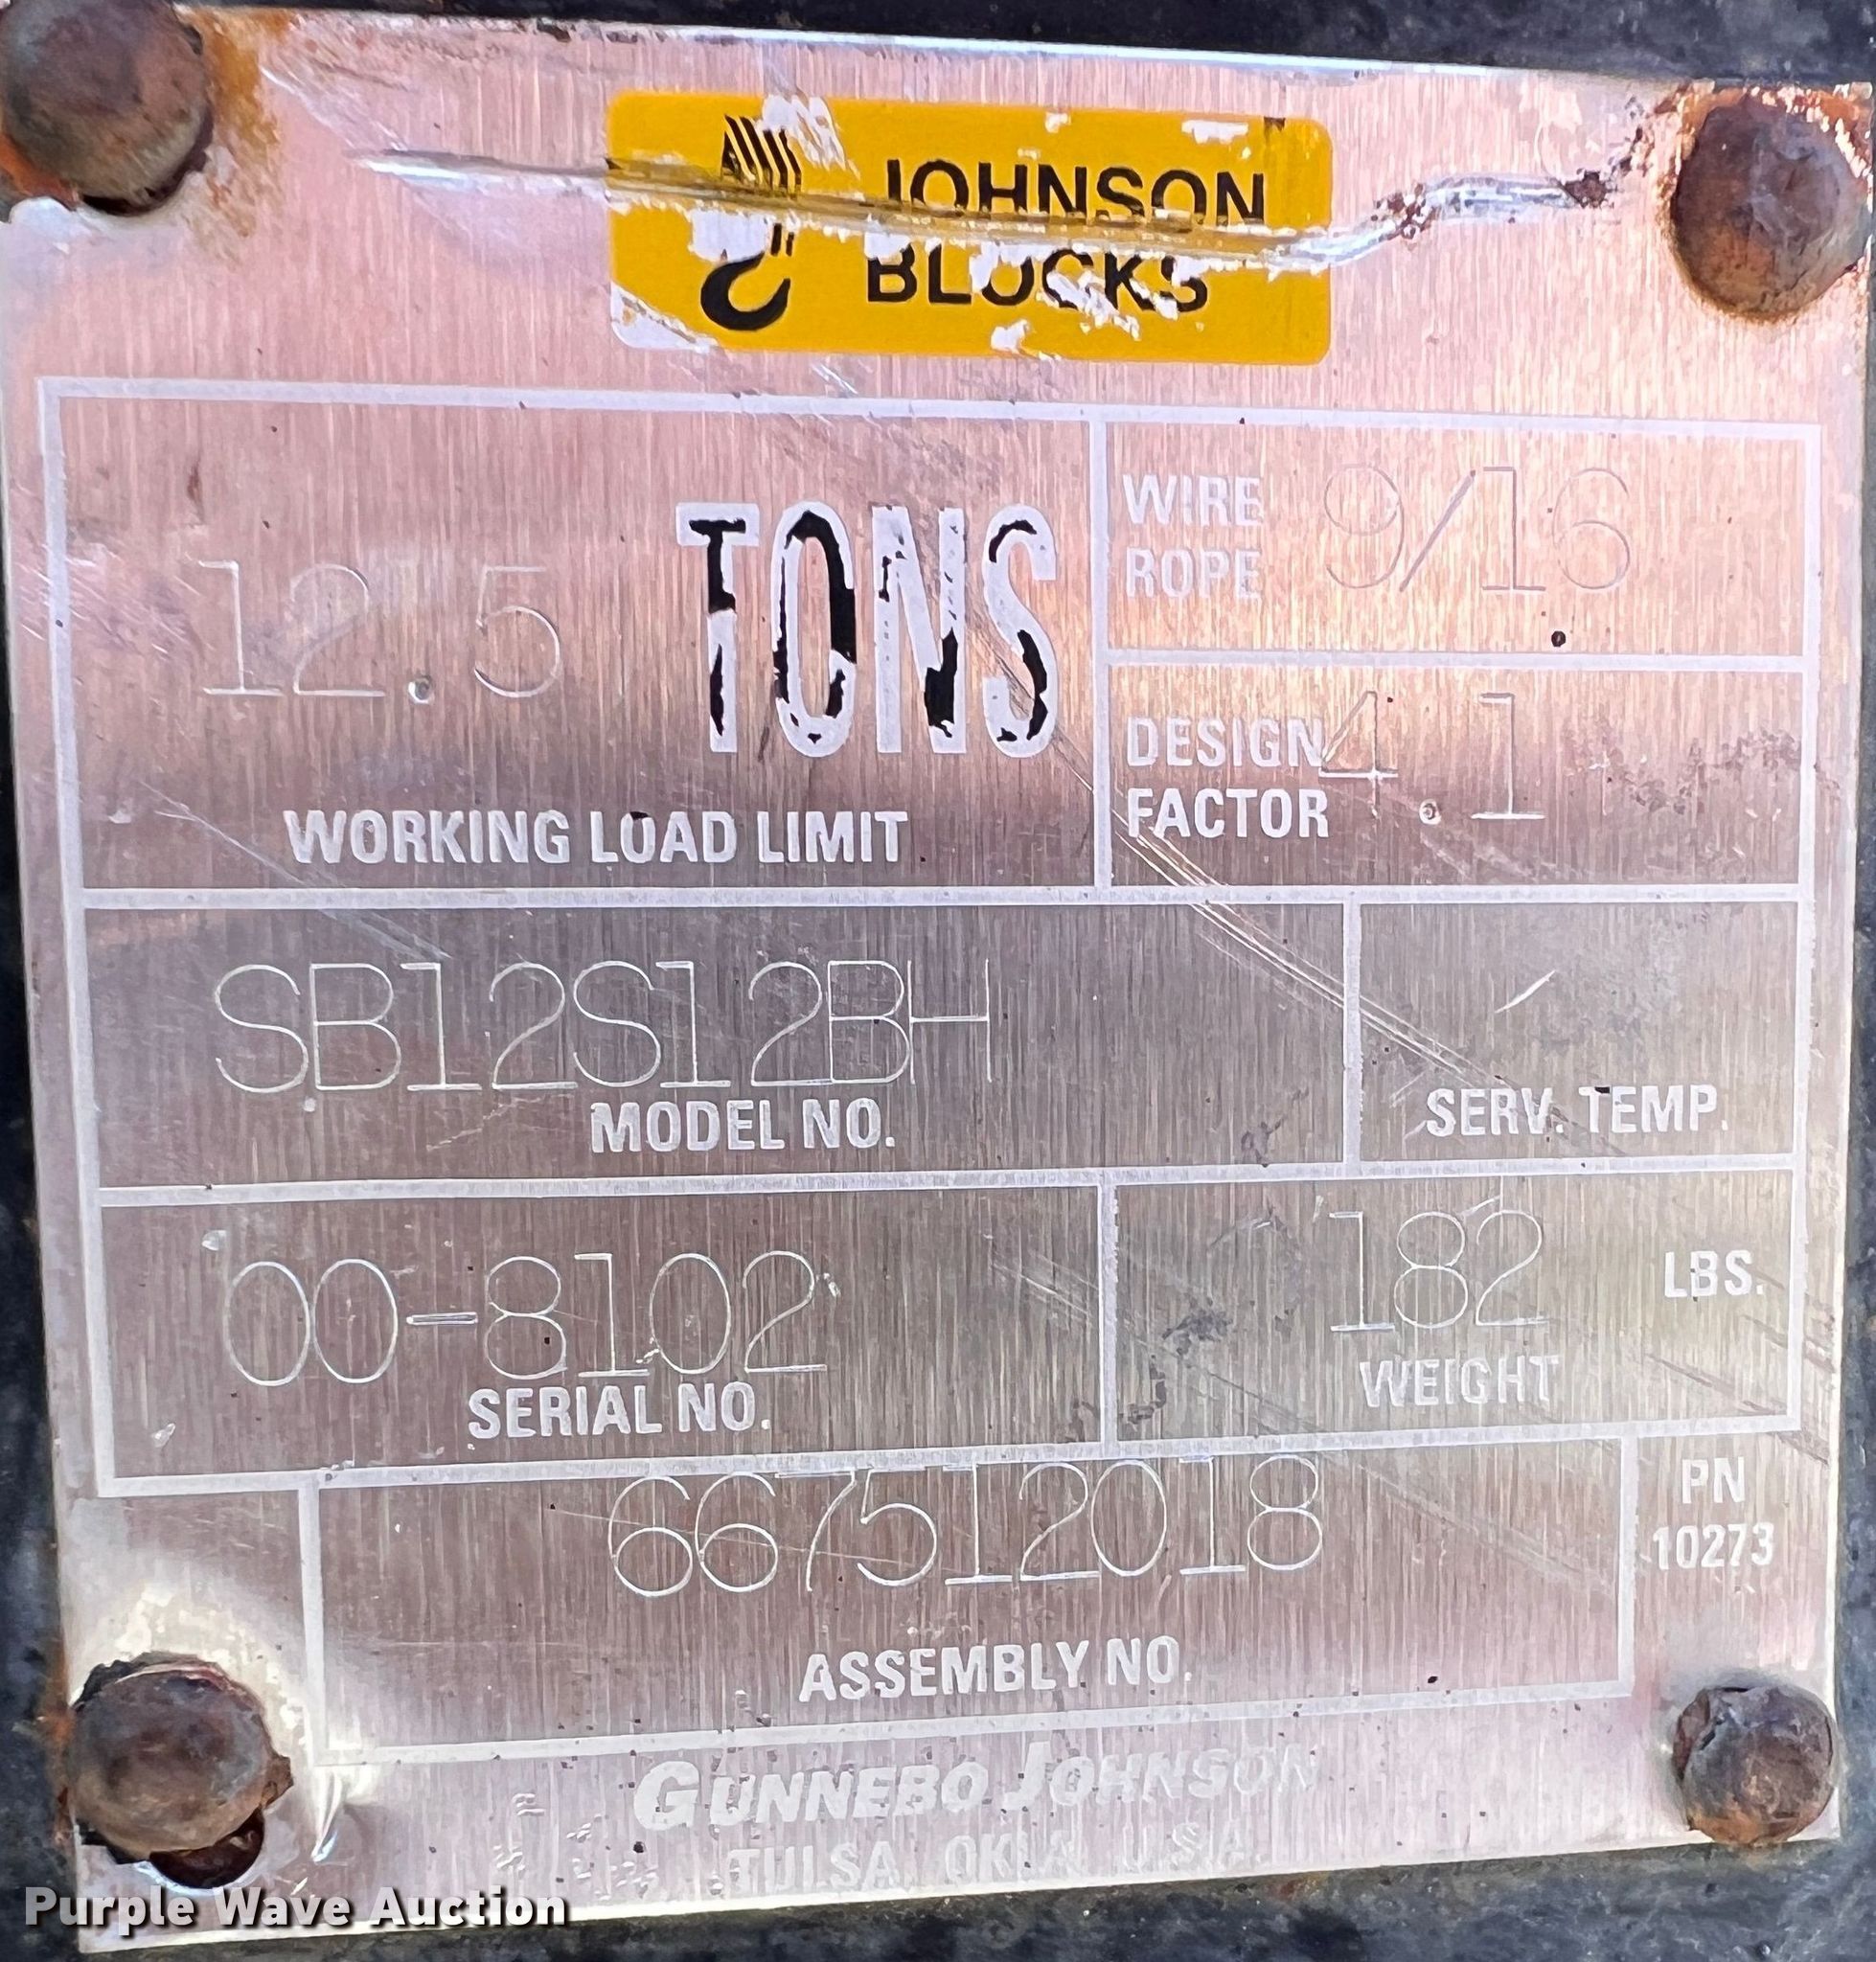 JOHNSON
BLOCKS
12.5 TONS
WORKING LOAD LIMIT
WIRE
ROPE 9/16
DESIGN
FACTOR 4.1
SB12S12BH
MODEL NO.
SERV. TEMP.
00-8102
SERIAL NO.
182 LBS.
WEIGHT
667512018
ASSEMBLY NO.
PN
10273
GUNNEBO JOHNSON
TULSA, OKLA. U.S.A.
Purple Wave Auction